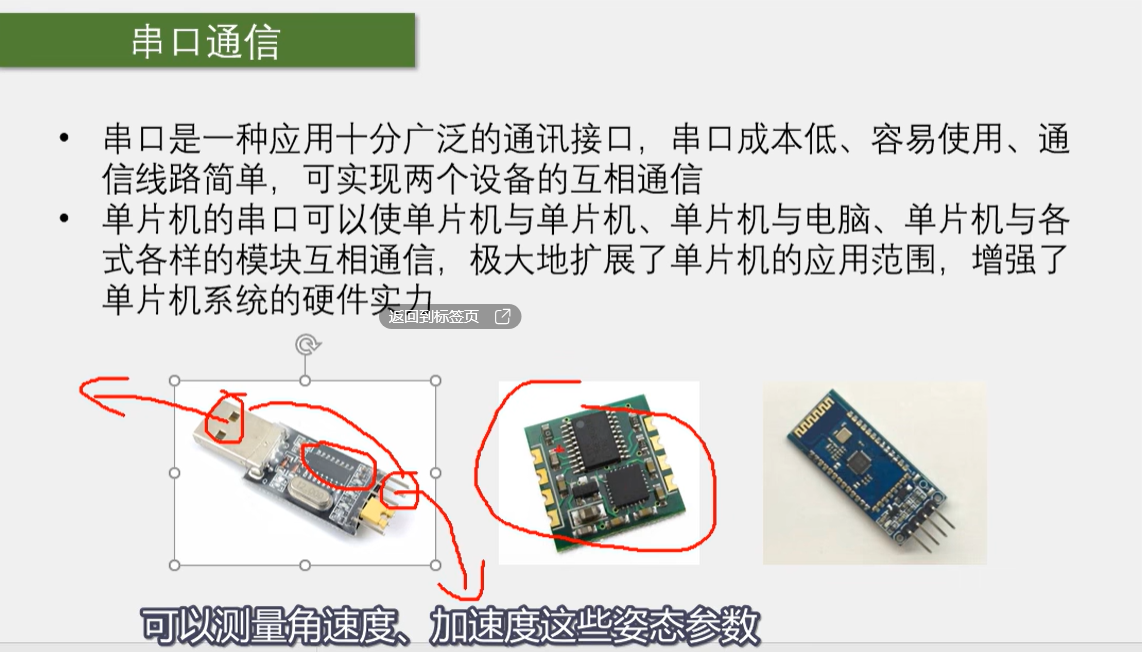 串口通信
• 串口是一种应用十分广泛的通讯接口，串口成本低、容易使用、通
信线路简单，可实现两个设备的互相通信
• 单片机的串口可以使单片机与单片机、单片机与电脑、单片机与各
式各样的模块互相通信，极大地扩展了单片机的应用范围，增强了
单片机系统的硬件实力
返回到标签页
可以测量角速度、加速度这些姿态参数